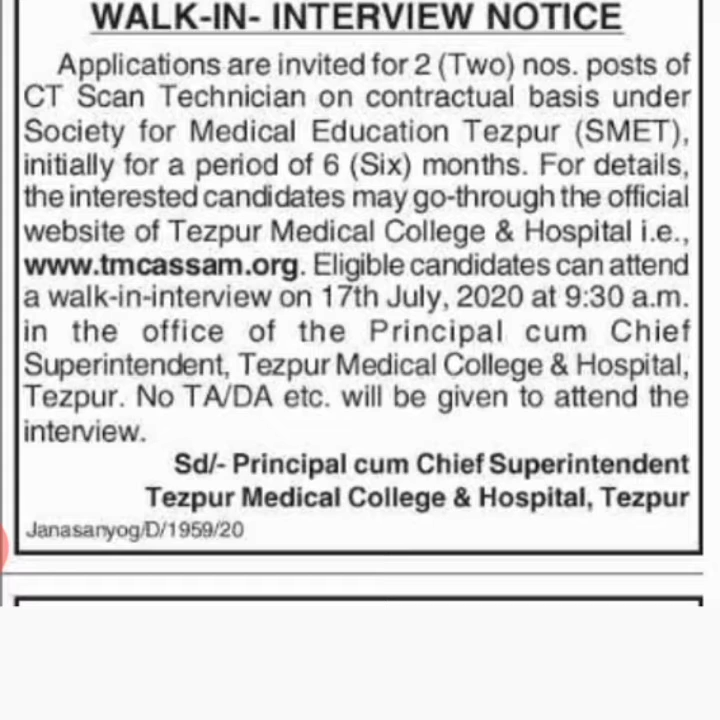 WALK-IN- INTERVIEW NOTICE
Applications are invited for 2 (Two) nos. posts of
CT Scan Technician on contractual basis under
Society for Medical Education Tezpur (SMET),
initially for a period of 6 (Six) months. For details,
the interested candidates may go-through the official
website of Tezpur Medical College & Hospital i.e.,
www.tmcassam.org. Eligible candidates can attend
a walk-in-interview on 17th July, 2020 at 9:30 a.m.
in the office of the Principal cum Chief
Superintendent, Tezpur Medical College & Hospital,
Tezpur. No TA/DA etc. will be given to attend the
interview.
Sd/- Principal cum Chief Superintendent
Tezpur Medical College & Hospital, Tezpur
Janasanyog/D/1959/20